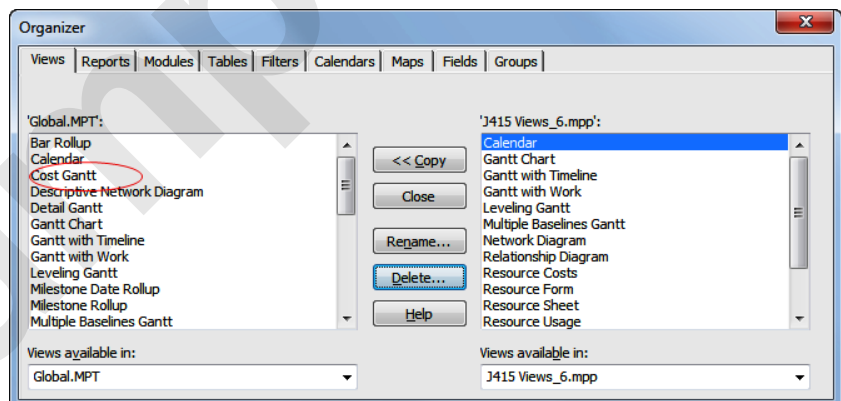 Organizer
Views Reports Modules Tables Filters Calendars Maps Fields Groups
'Global.MPT':
Bar Rollup
Calendar
Cost Gantt
Descriptive Network Diagram
Detail Gantt
Gantt Chart
Gantt with Timeline
Gantt with Work
Leveling Gantt
Milestone Date Rollup
Milestone Rollup
Multiple Baselines Gantt
<< Copy
Close
Rename...
Delete...
Help
'J415 Views_6.mpp':
Calendar
Gantt Chart
Gantt with Timeline
Gantt with Work
Leveling Gantt
Multiple Baselines Gantt
Network Diagram
Relationship Diagram
Resource Costs
Resource Form
Resource Sheet
Resource Usage
Views available in:
Global.MPT
Views available in:
J415 Views_6.mpp